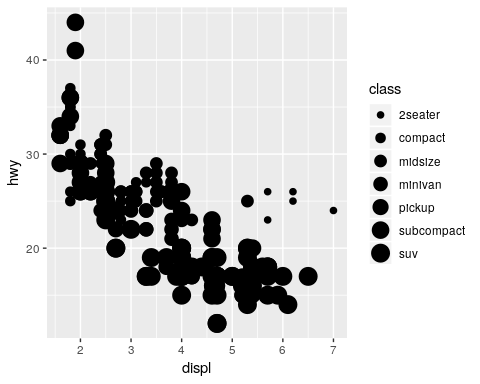 40
30
20
hwy
2 3 4 5 6 7
displ
class
2seater
compact
midsize
minivan
pickup
subcompact
suv